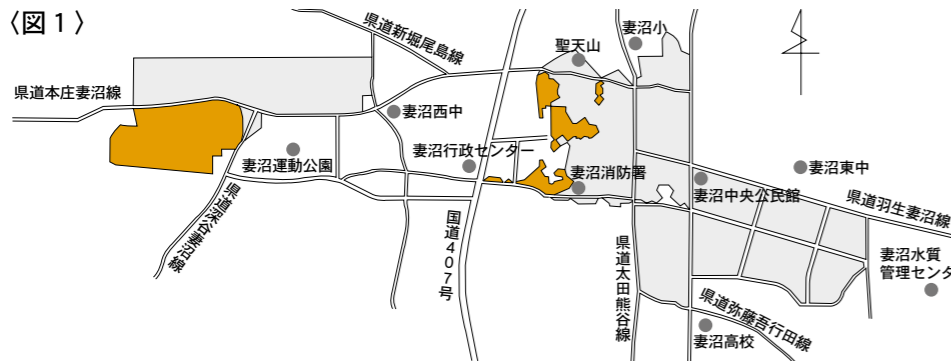 〈図1〉
県道新堀尾島線
妻沼小
聖天山
県道本庄妻沼線
妻沼西中
妻沼行政センター
妻沼運動公園
妻沼消防署
妻沼東中
妻沼中央公民館
県道羽生妻沼線
県道深谷妻沼線
国道407号
県道太田熊谷線
妻沼水質
管理センタ
県道弥藤吾行田線
妻沼高校